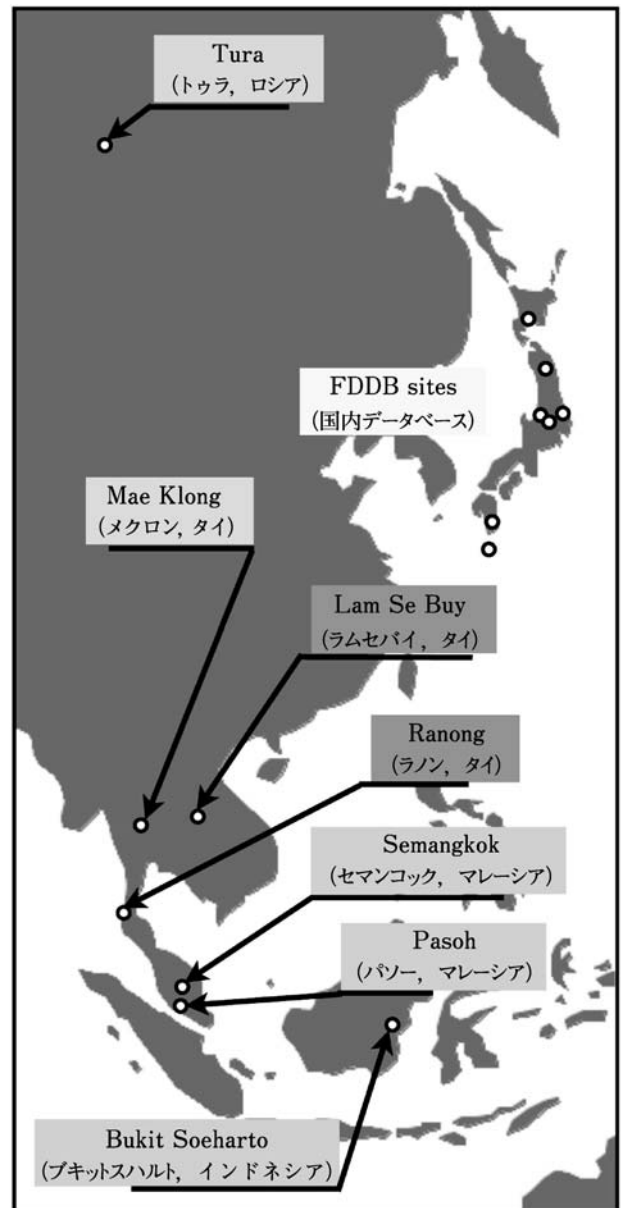 Tura
(トゥラ, ロシア)
FDDB sites
(国内データベース)
Mae Klong
(メクロン, タイ)
Lam Se Buy
(ラムセバイ, タイ)
Ranong
(ラノン, タイ)
Semangkok
(セマンコック, マレーシア)
Pasoh
(パソー, マレーシア)
Bukit Soeharto
(ブキットスハルト, インドネシア)